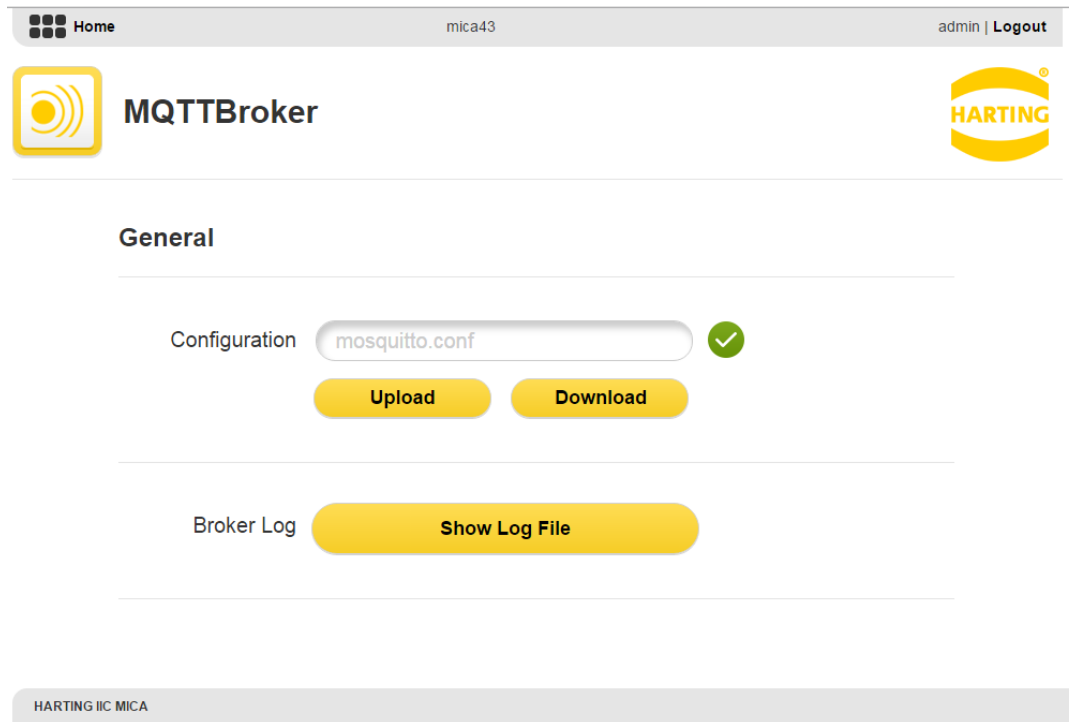 Home mica43 admin | Logout
MQTTBroker
HARTING®
General
Configuration mosquitto.conf
Upload Download
Broker Log Show Log File
HARTING IIC MICA